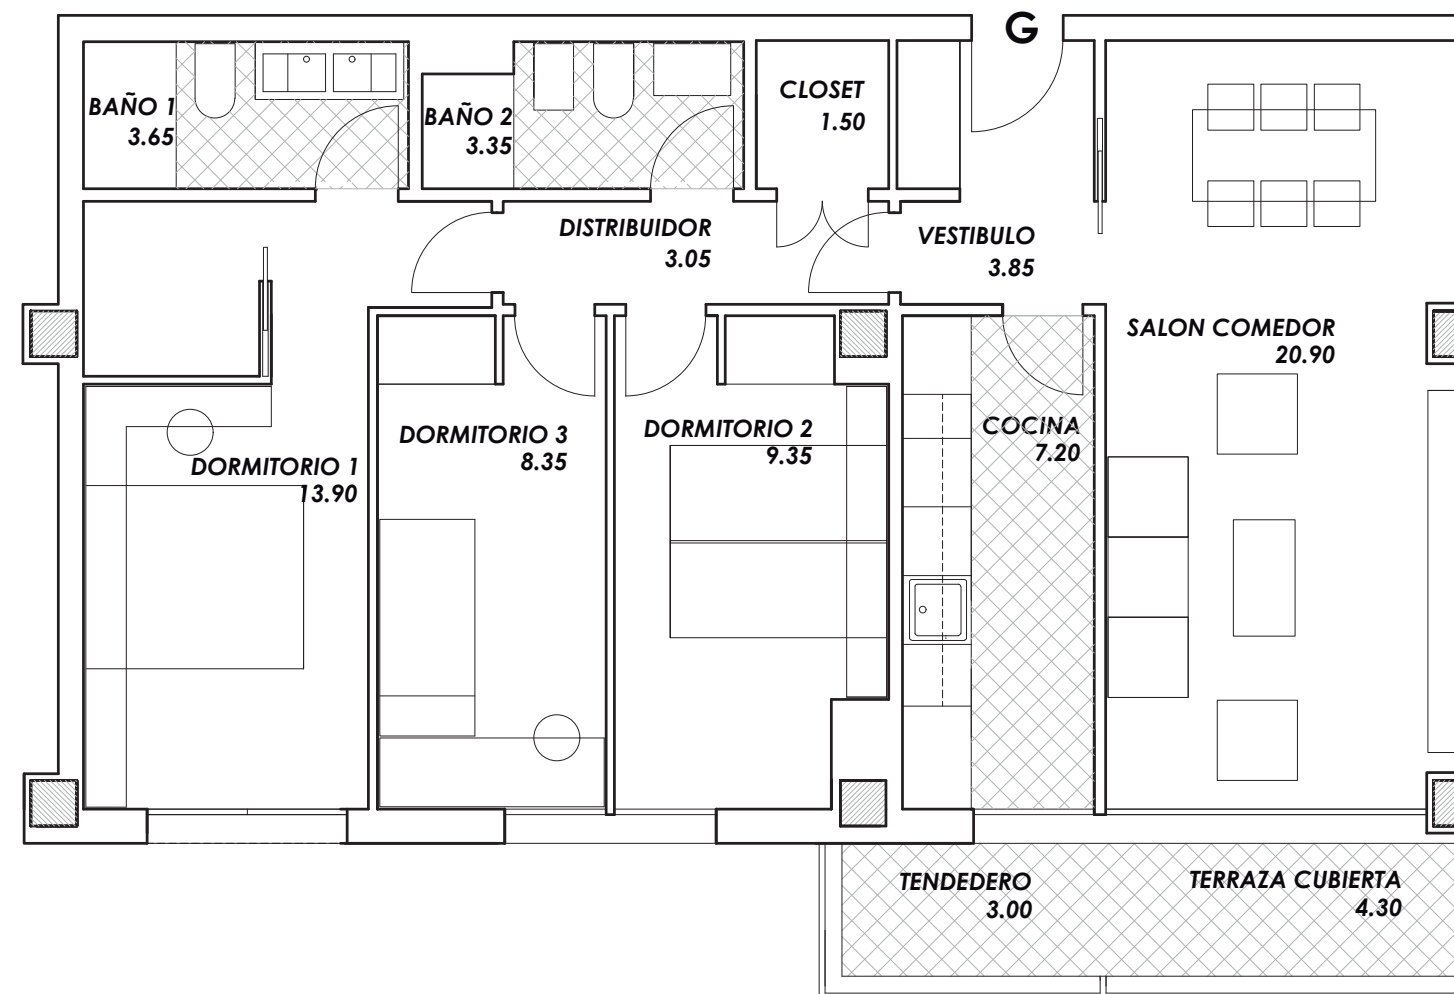 G
BAÑO 1
3.65
BAÑO 2
3.35
CLOSET
1.50
DISTRIBUIDOR
3.05
VESTIBULO
3.85
SALON COMEDOR
20.90
DORMITORIO 1
13.90
DORMITORIO 3
8.35
DORMITORIO 2
9.35
COCINA
7.20
TENDEDERO
3.00
TERRAZA CUBIERTA
4.30